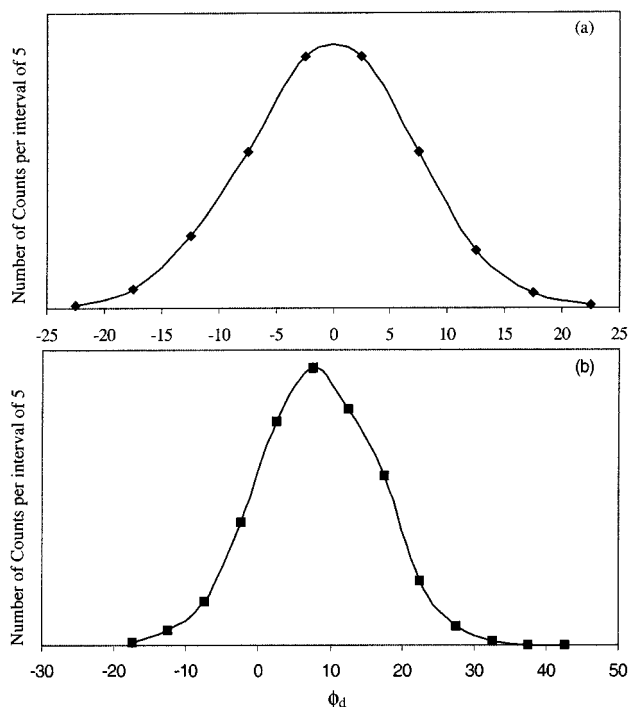 (a)
Number of Counts per interval of 5
-25 -20 -15 -10 -5 0 5 10 15 20 25
(b)
Number of Counts per interval of 5
-30 -20 -10 0 10 20 30 40 50
ϕd